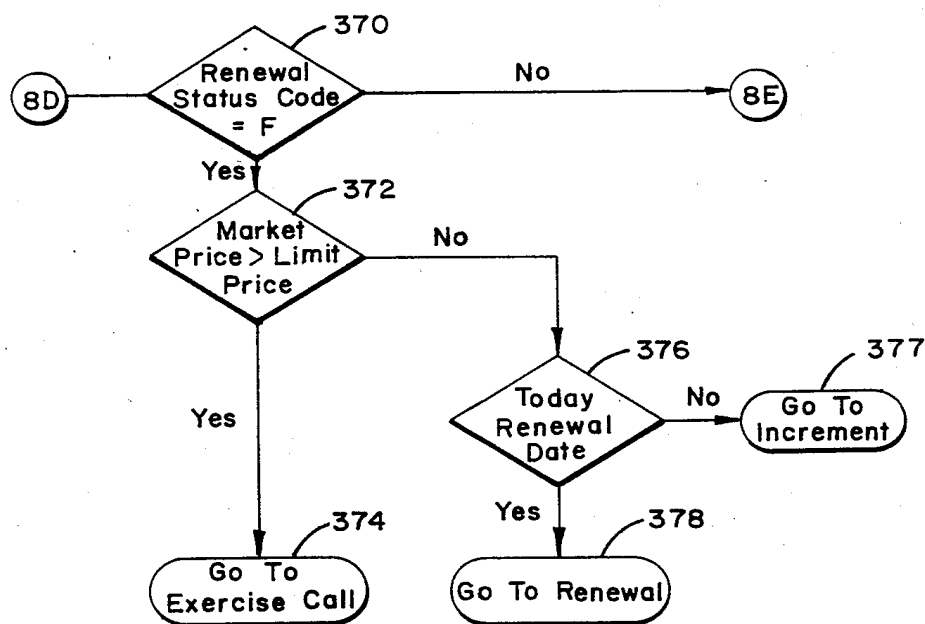 370
Renewal
Status Code
= F
No
8D
8E
Yes
372
Market
Price > Limit
Price
No
376
377
Today
Renewal
Date
No
Go To
Increment
Yes
Yes
374
378
Go To
Exercise Call
Go To Renewal